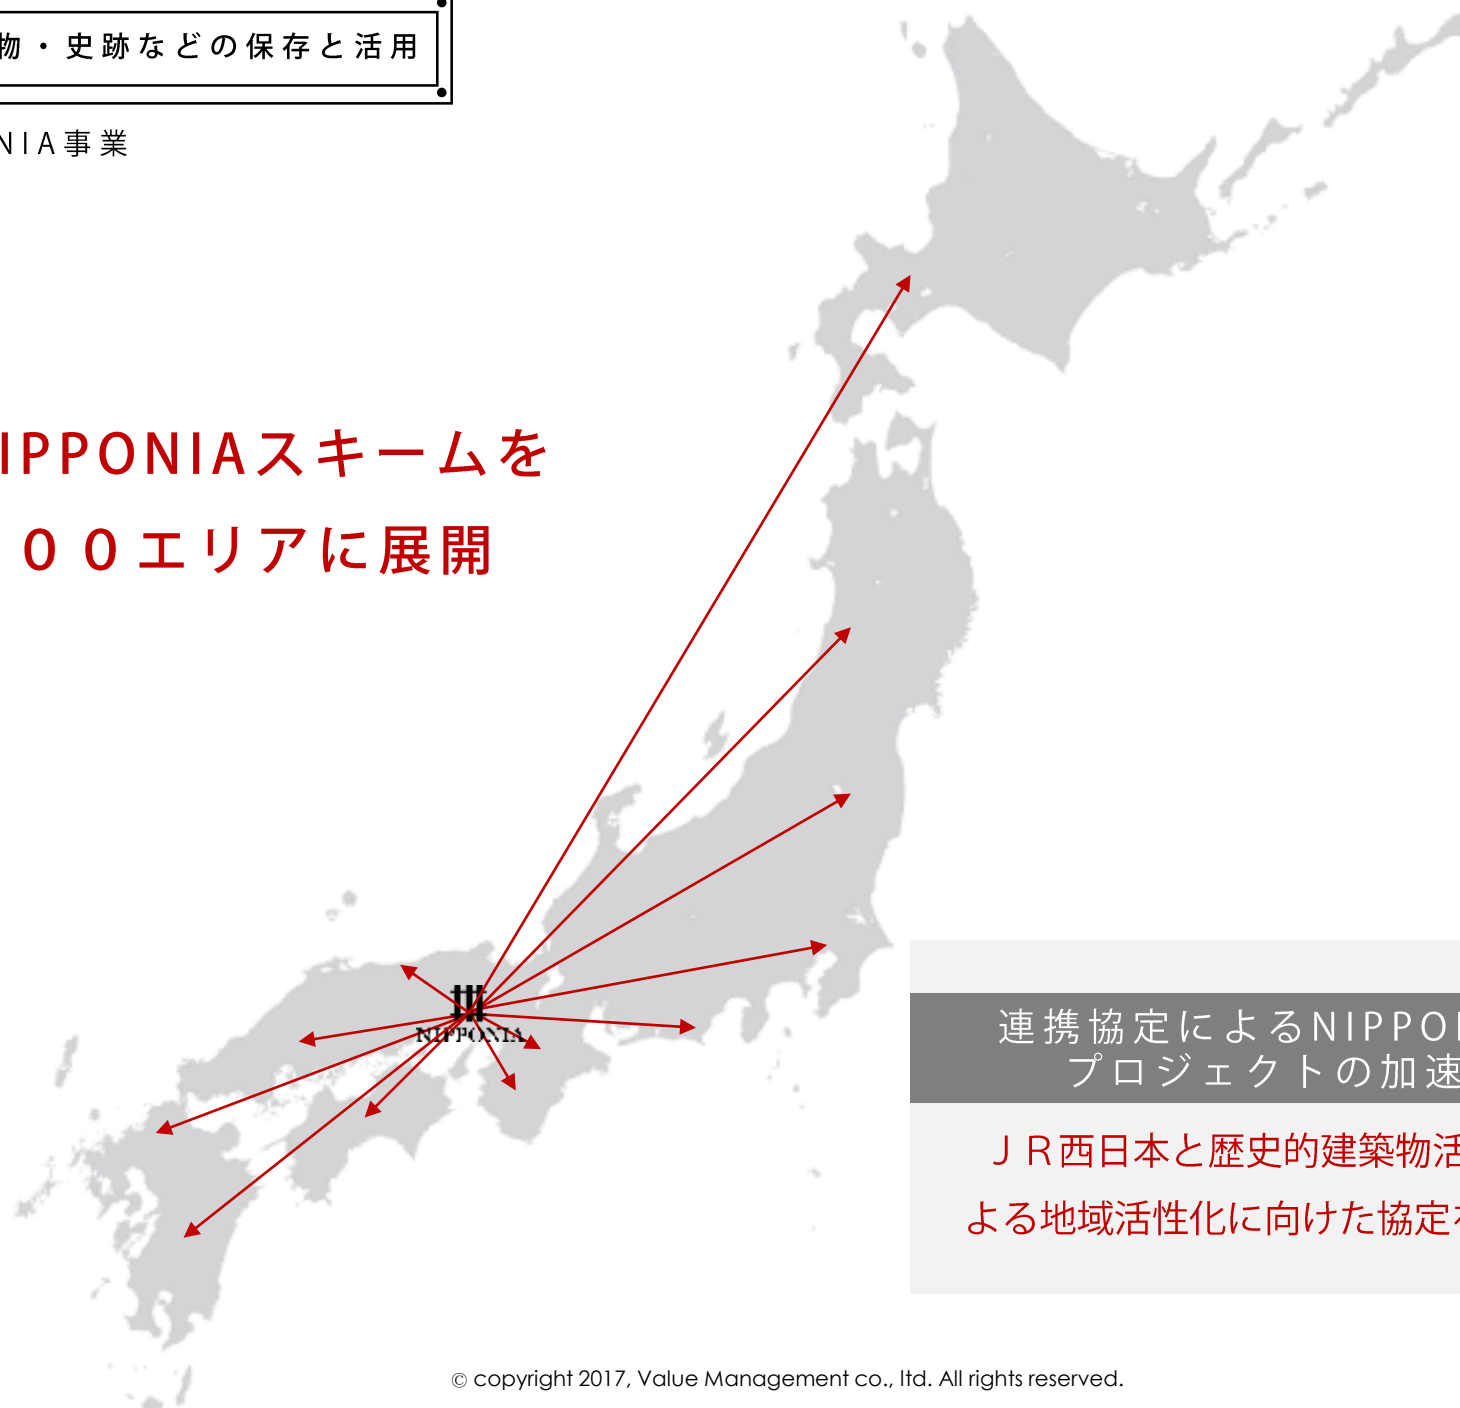 物・史跡などの保存と活用
NIA事業
IPPONIAスキームを
００エリアに展開
NIPPONIA
連携協定によるNIPPO
プロジェクトの加速
ＪＲ西日本と歴史的建築物活
よる地域活性化に向けた協定
© copyright 2017, Value Management co., ltd. All rights reserved.